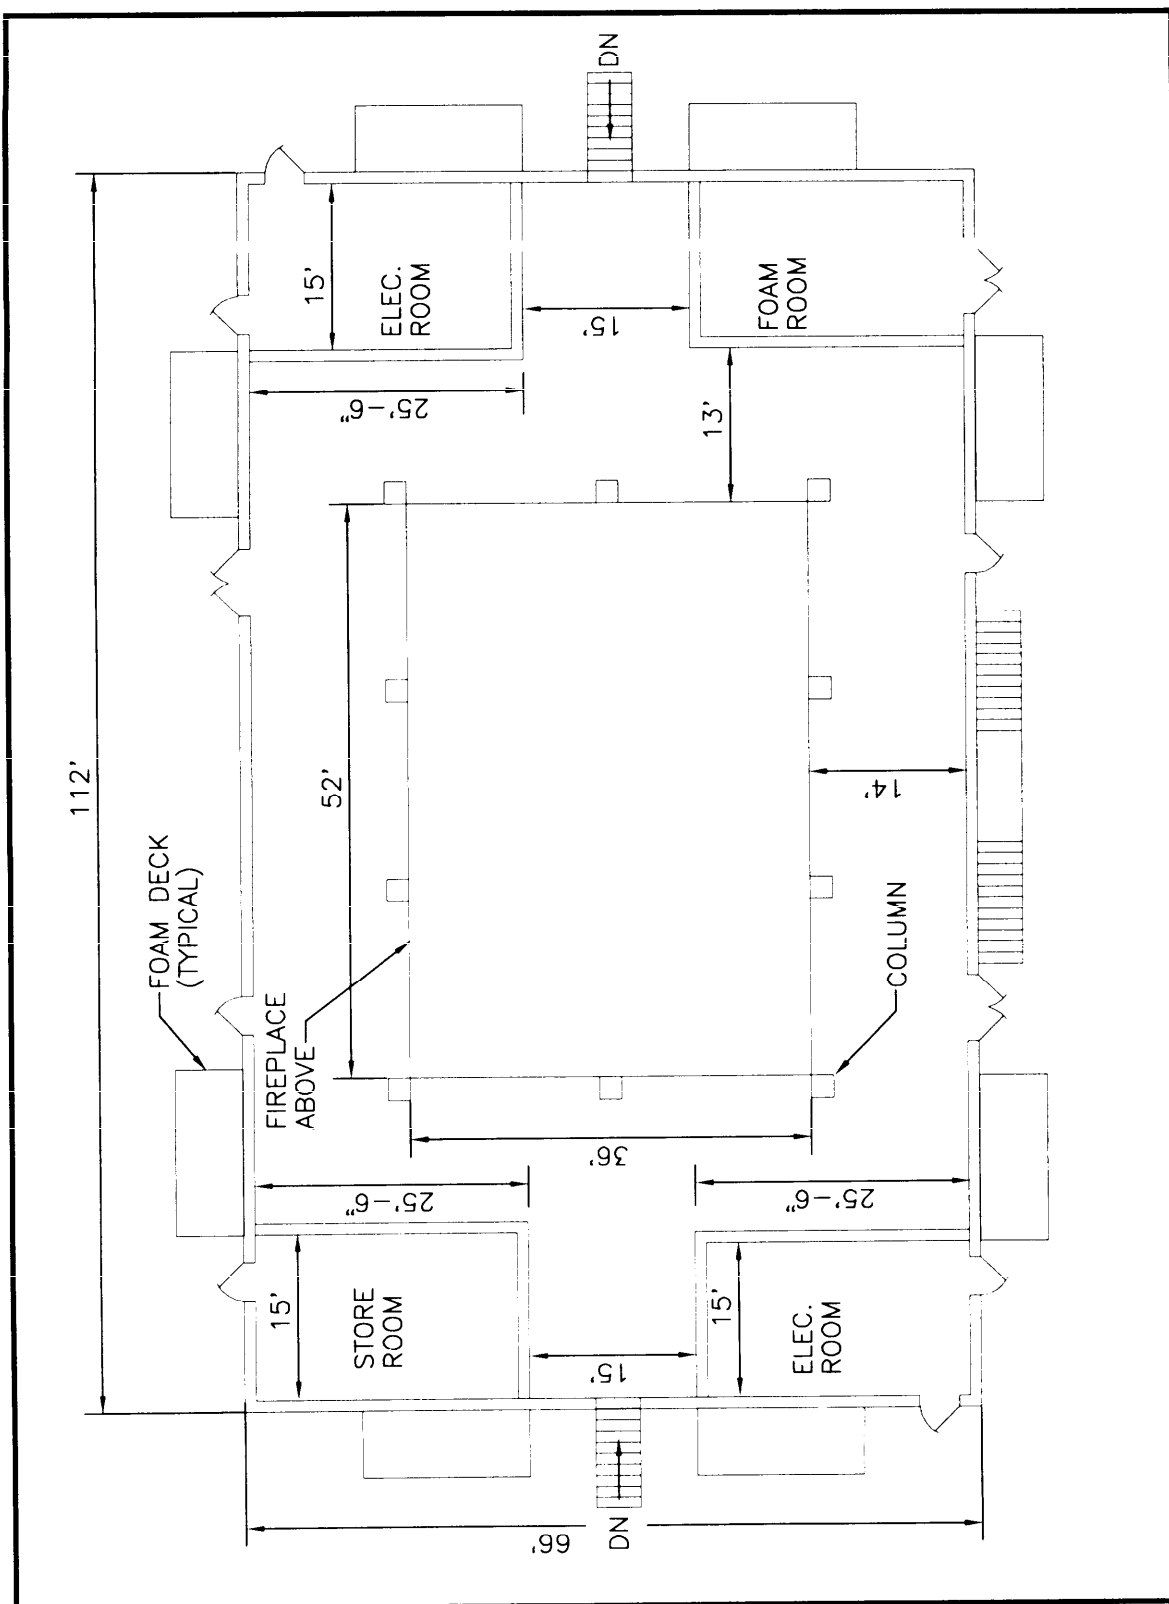 DN
15'
ELEC.
ROOM
15'
FOAM
ROOM
25'-6"
13'
112'
52'
14'
FOAM DECK
(TYPICAL)
FIREPLACE
ABOVE
COLUMN
36'
25'-6"
25'-6"
15'
STORE
ROOM
15'
15'
ELEC.
ROOM
66'
DN